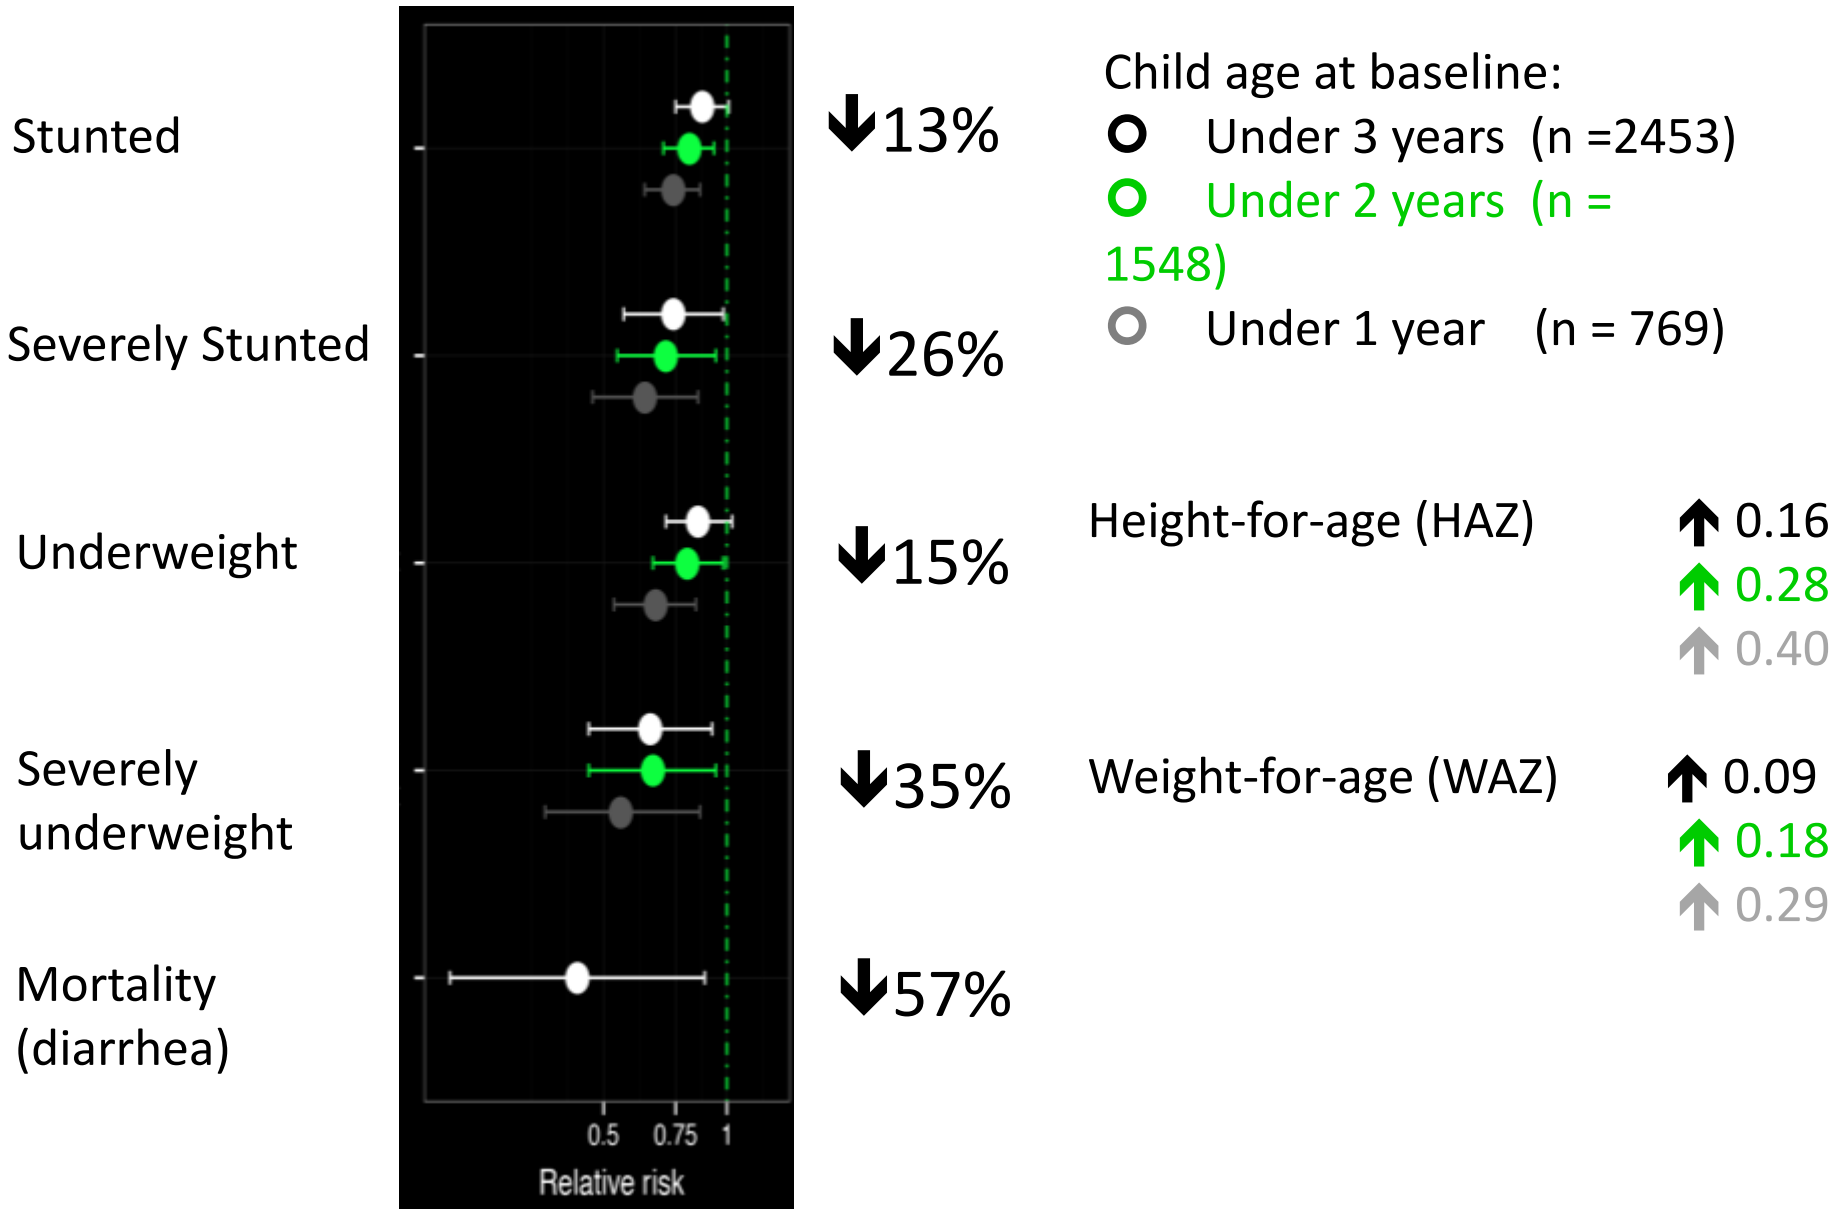 Stunted
Severely Stunted
Underweight
Severely
underweight
Mortality
(diarrhea)
0.5 0.75 1
Relative risk
13%
26%
15%
35%
57%
Child age at baseline:
Under 3 years (n =2453)
Under 2 years (n =
1548)
Under 1 year (n = 769)
Height-for-age (HAZ) 0.16
0.28
0.40
Weight-for-age (WAZ) 0.09
0.18
0.29